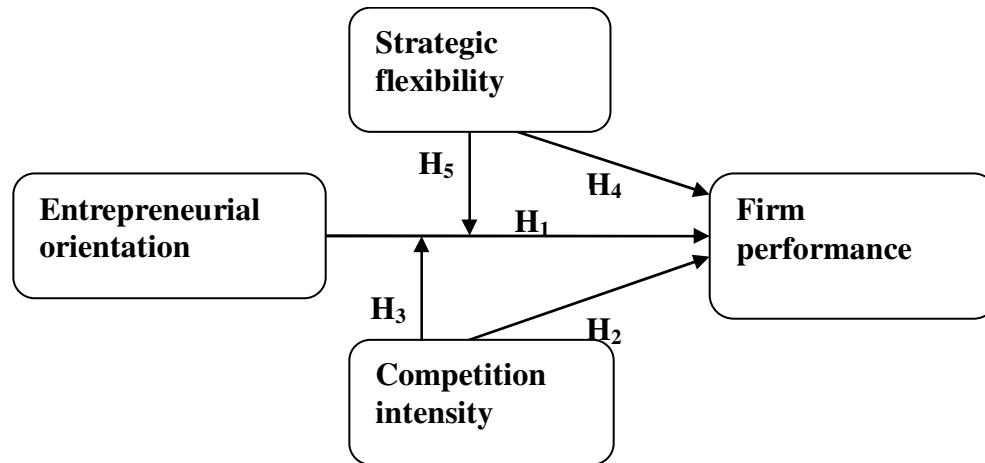 Strategic
flexibility
H₅
H₄
Entrepreneurial
orientation
H₁
Firm
performance
H₃
H₂
Competition
intensity